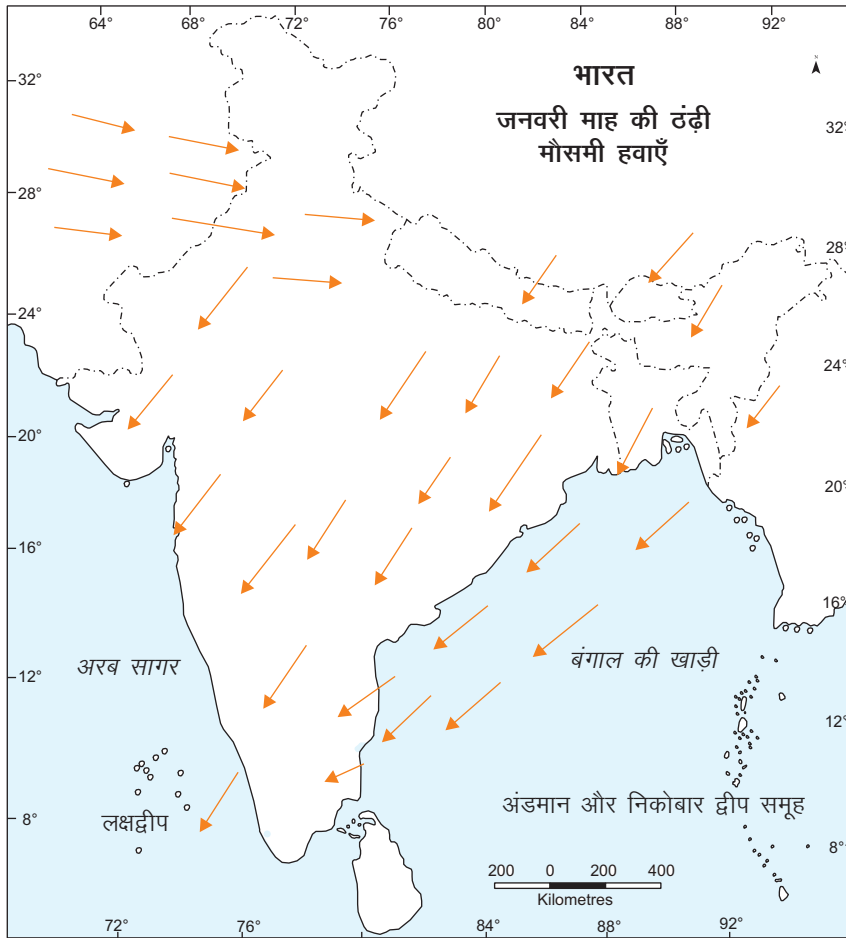 64° 68° 72° 76° 80° 84° 88° 92°
N
भारत
जनवरी माह की ठंढ़ी
मौसमी हवाएँ
32°
32°
28°
28°
24°
24°
20°
20°
16°
16°
अरब सागर
बंगाल की खाड़ी
12°
12°
अंडमान और निकोबार द्वीप समूह
लक्षद्वीप
8°
8°
200 0 200 400
Kilometres
72° 76° 84° 88° 92°